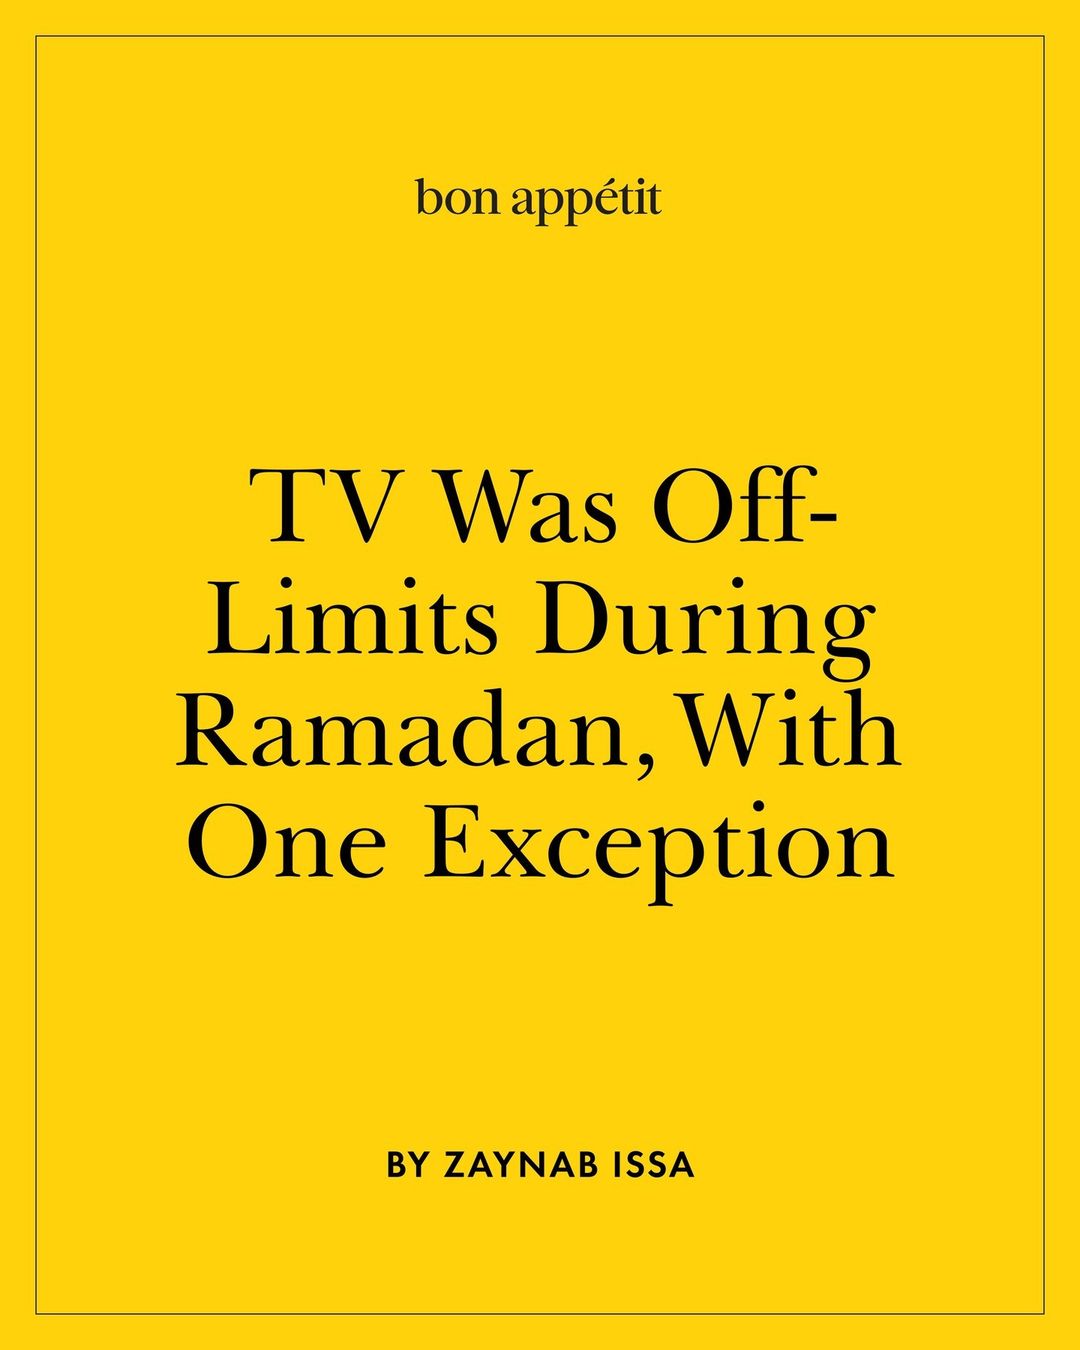 bon appétit
TV Was Off-
Limits During
Ramadan, With
One Exception
BY ZAYNAB ISSA